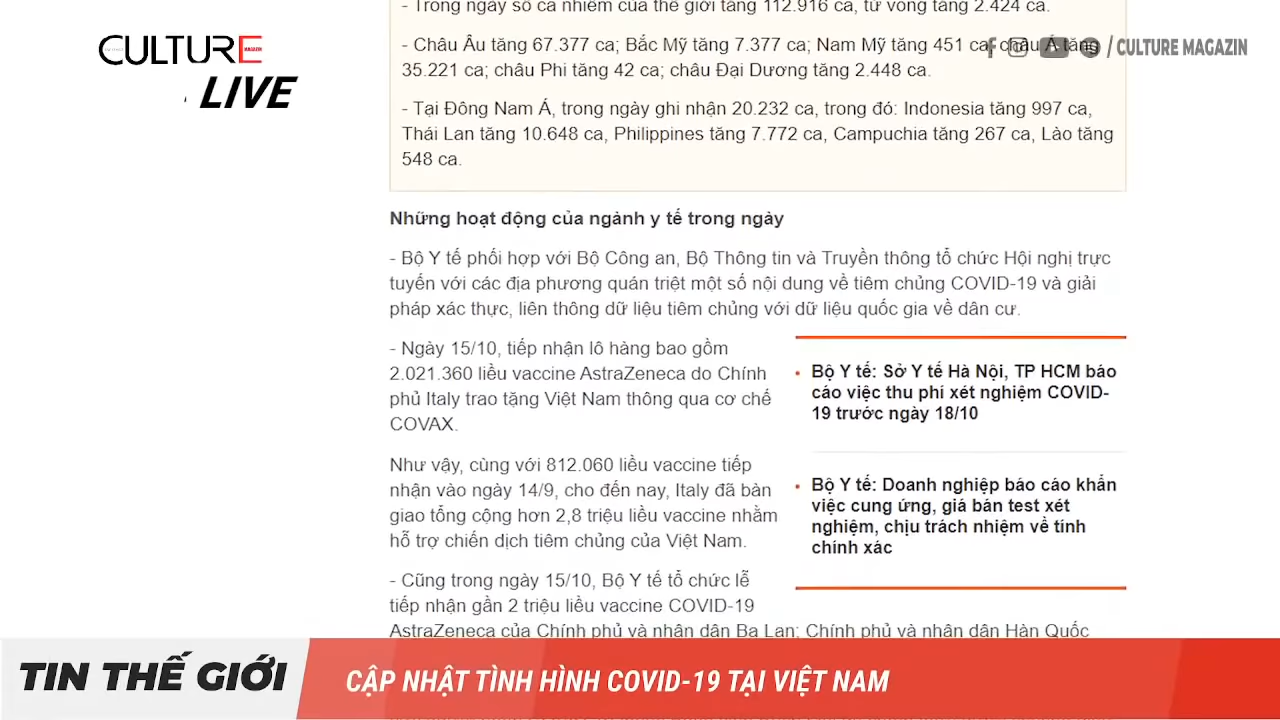 - Trong ngày số ca nhiễm của thế giới tăng 112.916 ca, tử vong tăng 2.424 ca.
CULTURE
MAGAZIN
LIVE
/ CULTURE MAGAZIN
- Châu Âu tăng 67.377 ca; Bắc Mỹ tăng 7.377 ca; Nam Mỹ tăng 451 ca; châu Á tăng
35.221 ca; châu Phi tăng 42 ca; châu Đại Dương tăng 2.448 ca.
- Tại Đông Nam Á, trong ngày ghi nhận 20.232 ca, trong đó: Indonesia tăng 997 ca,
Thái Lan tăng 10.648 ca, Philippines tăng 7.772 ca, Campuchia tăng 267 ca, Lào tăng
548 ca.
Những hoạt động của ngành y tế trong ngày
- Bộ Y tế phối hợp với Bộ Công an, Bộ Thông tin và Truyền thông tổ chức Hội nghị trực
tuyến với các địa phương quán triệt một số nội dung về tiêm chủng COVID-19 và giải
pháp xác thực, liên thông dữ liệu tiêm chủng với dữ liệu quốc gia về dân cư.
- Ngày 15/10, tiếp nhận lô hàng bao gồm
2.021.360 liều vaccine AstraZeneca do Chính
phủ Italy trao tặng Việt Nam thông qua cơ chế
COVAX.
Như vậy, cùng với 812.060 liều vaccine tiếp
nhận vào ngày 14/9, cho đến nay, Italy đã bàn
giao tổng cộng hơn 2,8 triệu liều vaccine nhằm
hỗ trợ chiến dịch tiêm chủng của Việt Nam.
- Cũng trong ngày 15/10, Bộ Y tế tổ chức lễ
tiếp nhận gần 2 triệu liều vaccine COVID-19
AstraZeneca của Chính phủ và nhân dân Ba Lan; Chính phủ và nhân dân Hàn Quốc
Bộ Y tế: Sở Y tế Hà Nội, TP HCM báo
cáo việc thu phí xét nghiệm COVID-
19 trước ngày 18/10
Bộ Y tế: Doanh nghiệp báo cáo khẩn
việc cung ứng, giá bán test xét
nghiệm, chịu trách nhiệm về tính
chính xác
TIN THẾ GIỚI
CẬP NHẬT TÌNH HÌNH COVID-19 TẠI VIỆT NAM